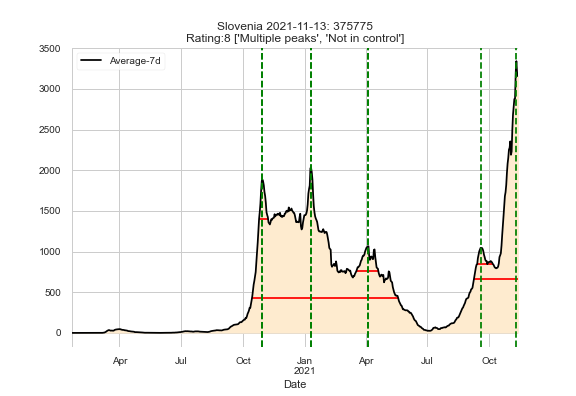 Slovenia 2021-11-13: 375775
Rating:8 ['Multiple peaks', 'Not in control']
Average-7d
3500
3000
2500
2000
1500
1000
500
0
Apr Jul Oct Jan Apr Jul Oct
2021
Date